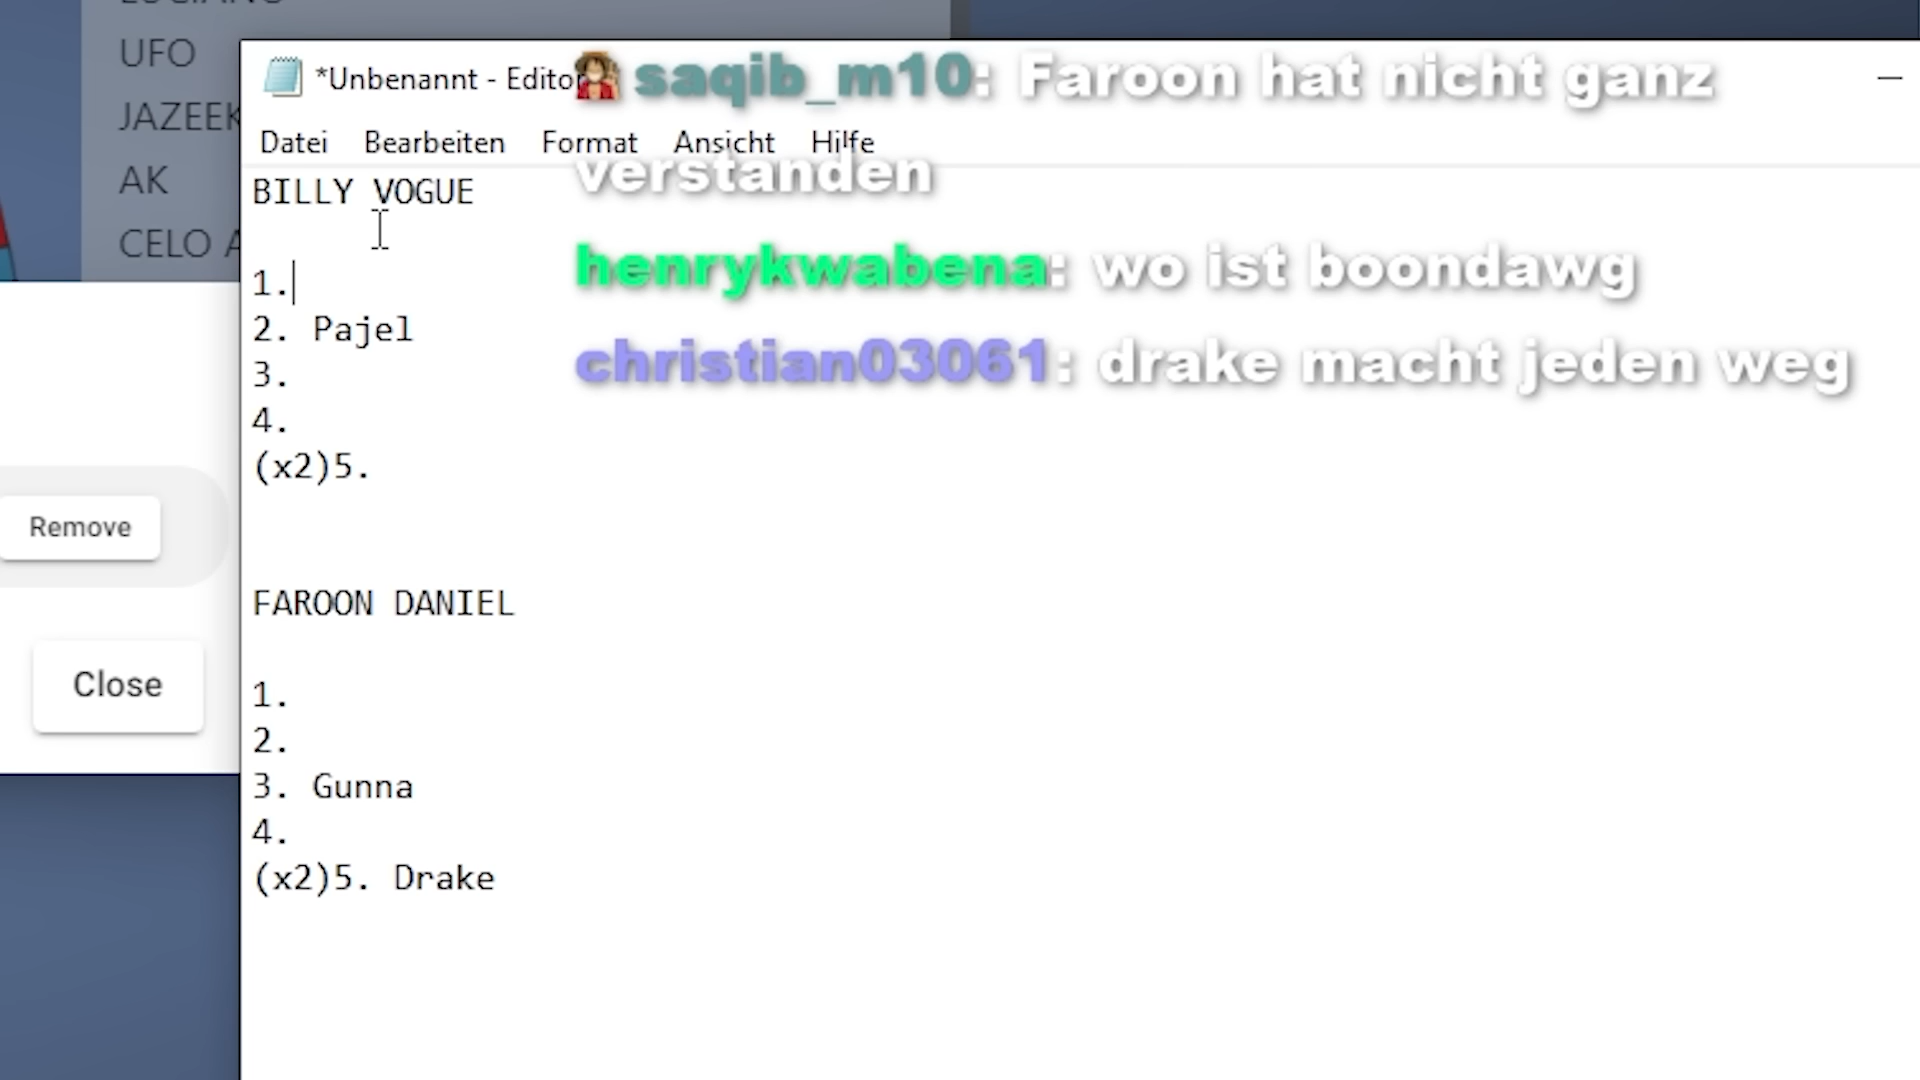 UFO
JAZEEK
AK
CELO A
*Unbenannt - Editor
Datei Bearbeiten Format Ansicht Hilfe
BILLY VOGUE
1.
2. Pajel
3.
4.
(x2)5.
FAROON DANIEL
1.
2.
3. Gunna
4.
(x2)5. Drake
saqib_m10: Faroon hat nicht ganz
verstanden
henrykwabena: wo ist boondawg
christian03061: drake macht jeden weg
Remove
Close